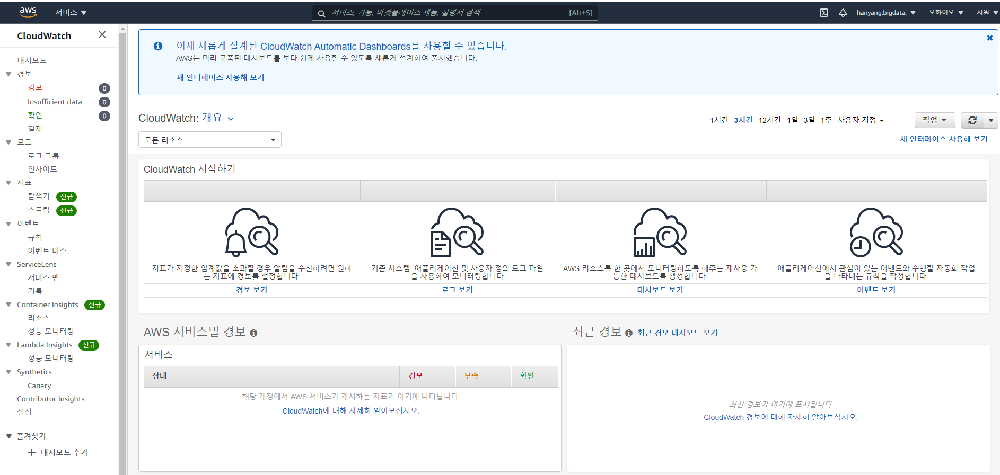 aws
서비스 ▼
서비스, 기능, 마켓플레이스 제품, 설명서 검색
[Alt+S]
hanyang.bigdata. ▼
오하이오 ▼
지원 ▼
CloudWatch
대시보드
경보
경보 0
Insufficient data 0
확인 0
결제
로그
로그 그룹
인사이트
지표
탐색기 신규
스트림 신규
이벤트
규칙
이벤트 버스
ServiceLens
서비스 맵
기록
Container Insights 신규
리소스
성능 모니터링
Lambda Insights 신규
성능 모니터링
Synthetics
Canary
Contributor Insights
설정
즐겨찾기
대시보드 추가
이제 새롭게 설계된 CloudWatch Automatic Dashboards를 사용할 수 있습니다.
AWS는 미리 구축된 대시보드를 보다 쉽게 사용할 수 있도록 새롭게 설계하여 출시했습니다.
새 인터페이스 사용해 보기
CloudWatch: 개요
1시간 3시간 12시간 1일 3일 1주 사용자 지정
작업
모든 리소스
새 인터페이스 사용해 보기
CloudWatch 시작하기
지표가 지정한 임계값을 초과할 경우 알림을 수신하려면 원하
는 지표에 경보를 설정합니다.
경보 보기
기존 시스템, 애플리케이션 및 사용자 정의 로그 파일
을 사용하여 모니터링합니다
로그 보기
AWS 리소스를 한 곳에서 모니터링하도록 해주는 재사용 가
능한 대시보드를 생성합니다.
대시보드 보기
애플리케이션에서 관심이 있는 이벤트와 수행할 자동화 작업
을 나타내는 규칙을 작성합니다.
이벤트 보기
AWS 서비스별 경보
서비스
상태 경보 부족 확인
해당 계정에서 AWS 서비스가 게시하는 지표가 여기에 나타납니다.
CloudWatch에 대해 자세히 알아보십시오.
최근 경보 최근 경보 대시보드 보기
최신 경보가 여기에 표시됩니다.
CloudWatch 경보에 대해 자세히 알아보십시오.